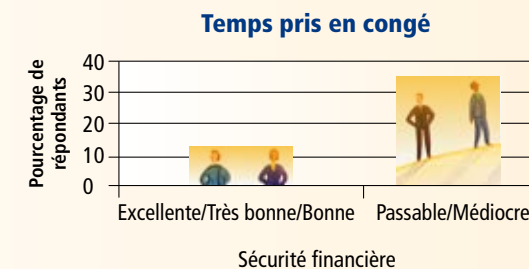 Temps pris en congé
Pourcentage de
répondants
40
30
20
10
0
Excellente/Très bonne/Bonne
Passable/Médiocre
Sécurité financière